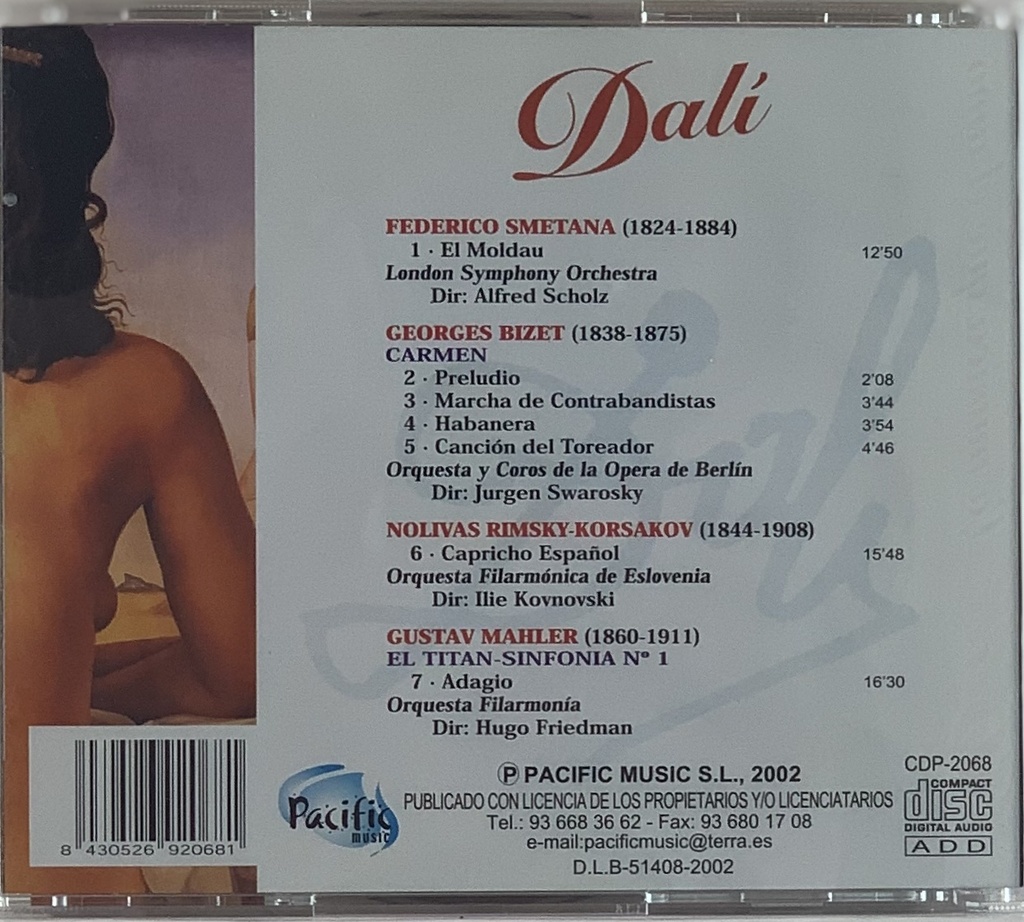 Dalí
FEDERICO SMETANA (1824-1884)
1 · El Moldau 12'50
London Symphony Orchestra
Dir: Alfred Scholz
GEORGES BIZET (1838-1875)
CARMEN
2 · Preludio 2'08
3 · Marcha de Contrabandistas 3'44
4 · Habanera 3'54
5 · Canción del Toreador 4'46
Orquesta y Coros de la Opera de Berlín
Dir: Jurgen Swarosky
NOLIVAS RIMSKY-KORSAKOV (1844-1908)
6 · Capricho Español 15'48
Orquesta Filarmónica de Eslovenia
Dir: Ilie Kovnovski
GUSTAV MAHLER (1860-1911)
EL TITAN-SINFONIA Nº 1
7 · Adagio 16'30
Orquesta Filarmonía
Dir: Hugo Friedman
8 430526 920681
Pacific
music
Ⓟ PACIFIC MUSIC S.L., 2002
PUBLICADO CON LICENCIA DE LOS PROPIETARIOS Y/O LICENCIATARIOS
Tel.: 93 668 36 62 - Fax: 93 680 17 08
e-mail:pacificmusic@terra.es
D.L.B-51408-2002
CDP-2068
COMPACT
disc
DIGITAL AUDIO
ADD